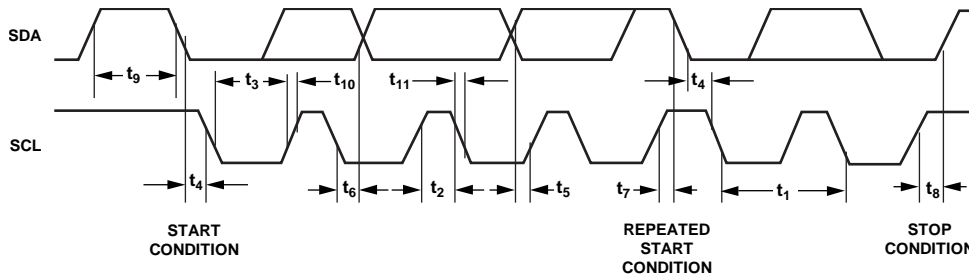 SDA
t9
t3
t10
t11
t4
SCL
t4
t6
t2
t5
t7
t1
t8
START
CONDITION
REPEATED
START
CONDITION
STOP
CONDITION